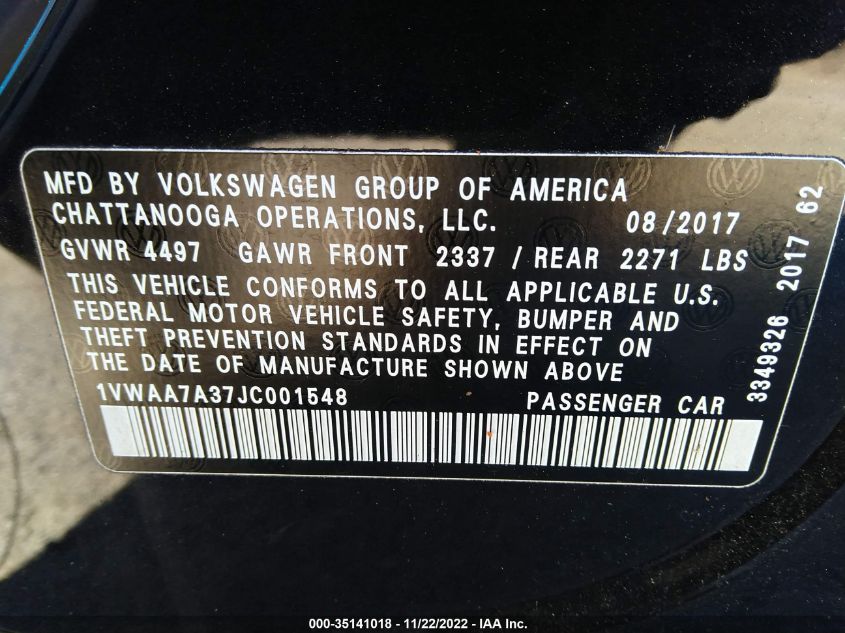 MFD BY VOLKSWAGEN GROUP OF AMERICA
CHATTANOOGA OPERATIONS, LLC. 08/2017
GVWR 4497 GAWR FRONT 2337 / REAR 2271 LBS
THIS VEHICLE CONFORMS TO ALL APPLICABLE U.S.
FEDERAL MOTOR VEHICLE SAFETY, BUMPER AND
THEFT PREVENTION STANDARDS IN EFFECT ON
THE DATE OF MANUFACTURE SHOWN ABOVE
1VWAA7A37JC001548 PASSENGER CAR
3349326 2017 62
000-35141018 - 11/22/2022 - © IAA, Inc.